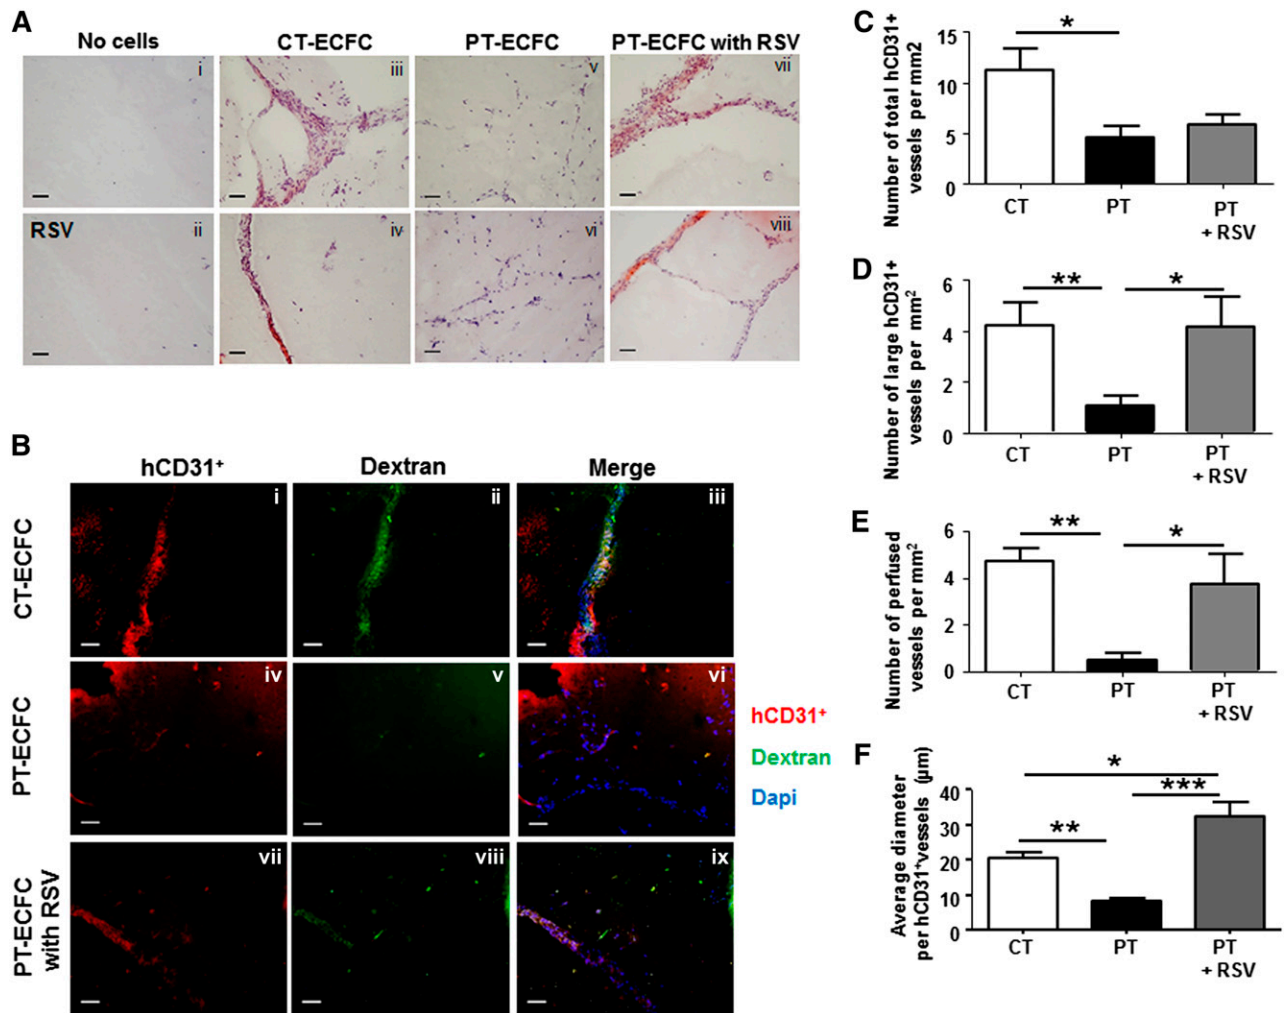 A
No cells
CT-ECFC
PT-ECFC
PT-ECFC with RSV
i
iii
v
vii
RSV
ii
iv
vi
viii
B
hCD31+
Dextran
Merge
CT-ECFC
i
ii
iii
PT-ECFC
iv
v
vi
PT-ECFC
with RSV
vii
viii
ix
hCD31+
Dextran
Dapi
C
Number of total hCD31+
vessels per mm2
15
10
5
0
*
CT
PT
PT
+ RSV
D
Number of large hCD31+
vessels per mm2
6
4
2
0
**
*
CT
PT
PT
+ RSV
E
Number of perfused
vessels per mm2
6
4
2
0
**
*
CT
PT
PT
+ RSV
F
Average diameter
per hCD31+vessels (µm)
40
30
20
10
0
*
***
**
CT
PT
PT
+ RSV